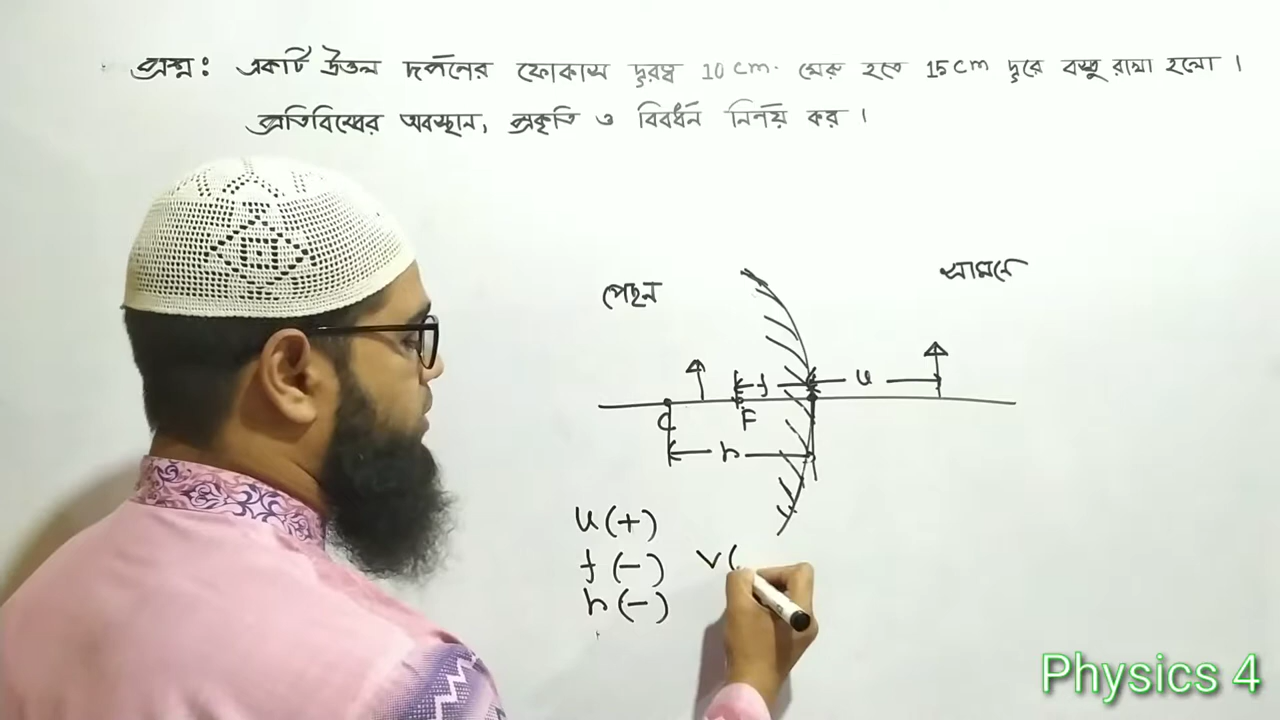 প্রশ্ন: একটি উত্তল দর্পনের ফোকাস দূরত্ব 10 cm. মেরু হতে 15 cm দূরে বস্তু রাখা হলো।
প্রতিবিম্বের অবস্থান, প্রকৃতি ও বিবর্ধন নির্ণয় কর।
পেছন
সামনে
f u
C F
r
u (+)
f (-) v (
r (-)
Physics 4